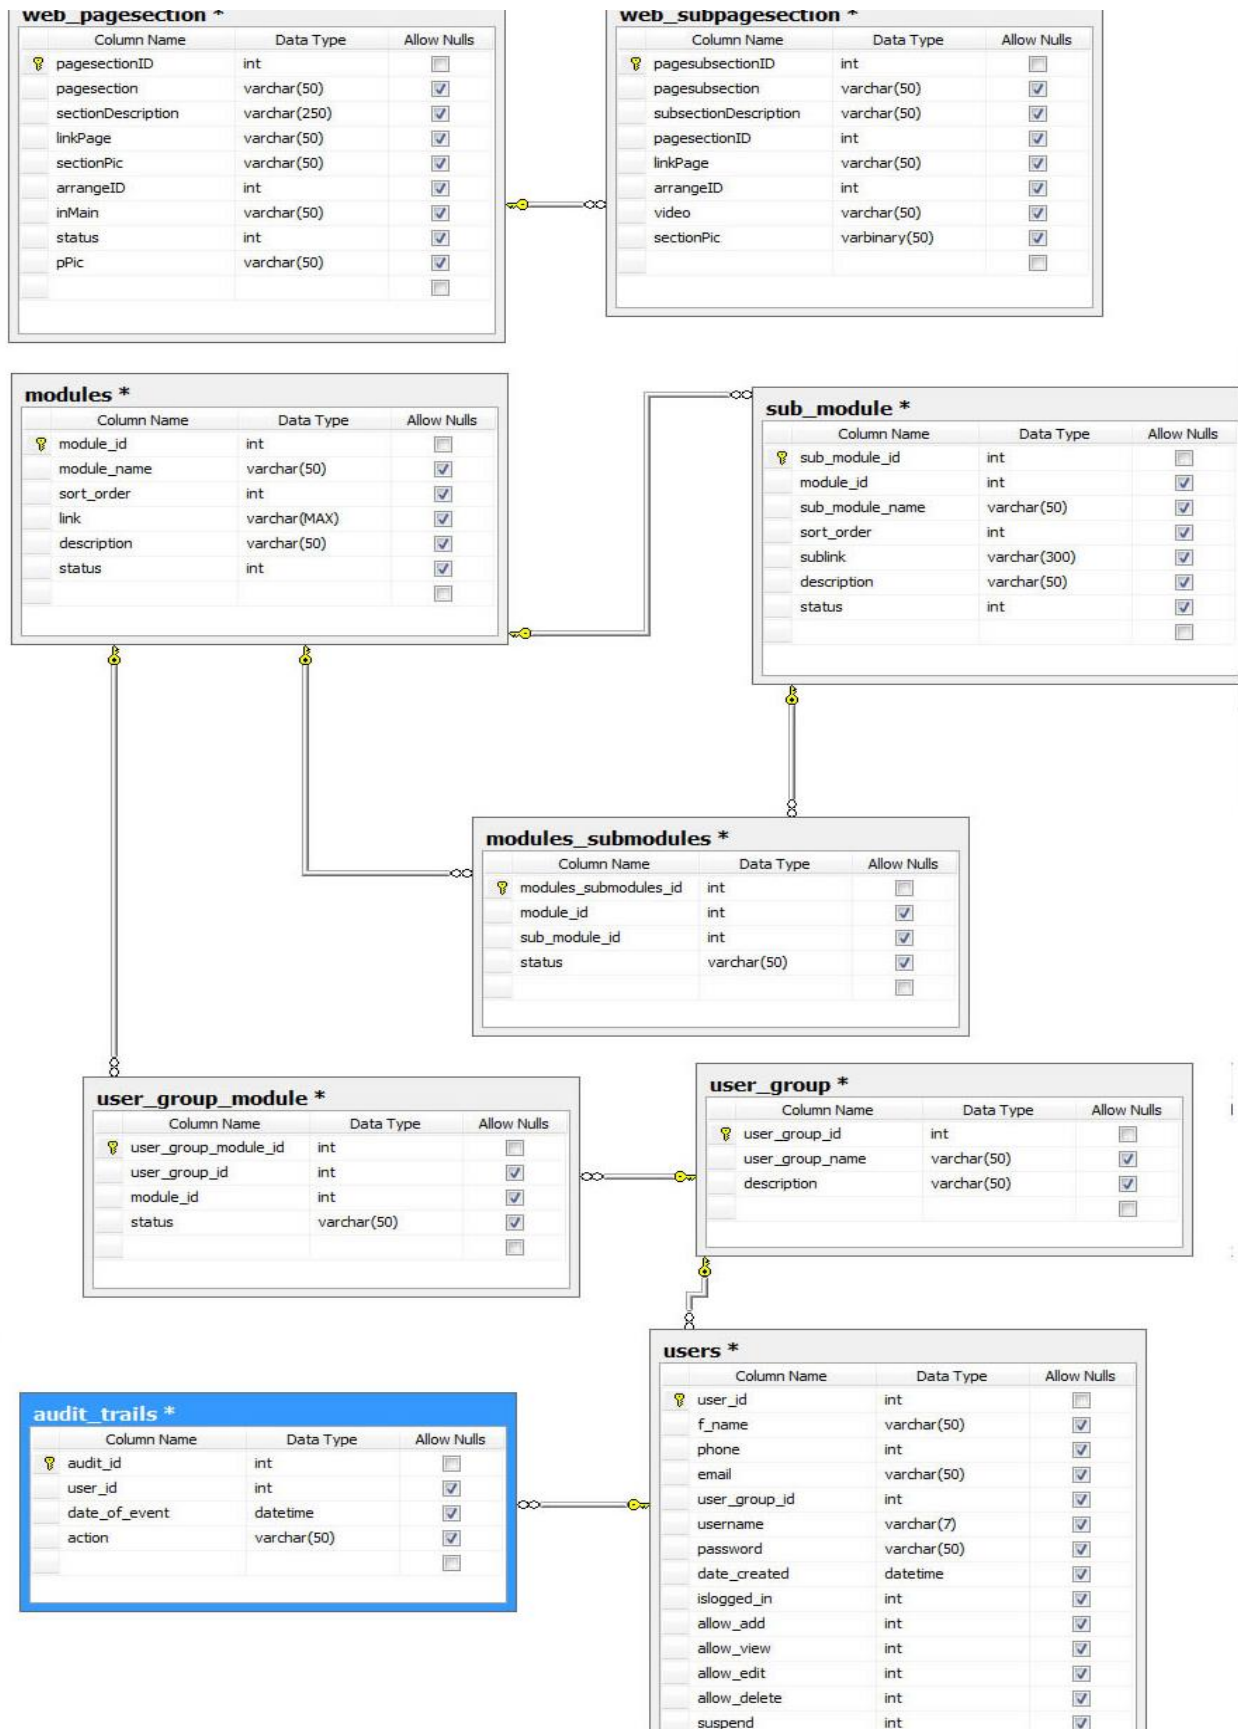 web_pagesection *
Column Name Data Type Allow Nulls
pagesectionID int
pagesection varchar(50)
sectionDescription varchar(250)
linkPage varchar(50)
sectionPic varchar(50)
arrangeID int
inMain varchar(50)
status int
pPic varchar(50)
web_subpagesection *
Column Name Data Type Allow Nulls
pagesubsectionID int
pagesubsection varchar(50)
subsectionDescription varchar(50)
pagesectionID int
linkPage varchar(50)
arrangeID int
video varchar(50)
sectionPic varbinary(50)
modules *
Column Name Data Type Allow Nulls
module_id int
module_name varchar(50)
sort_order int
link varchar(MAX)
description varchar(50)
status int
sub_module *
Column Name Data Type Allow Nulls
sub_module_id int
module_id int
sub_module_name varchar(50)
sort_order int
sublink varchar(300)
description varchar(50)
status int
modules_submodules *
Column Name Data Type Allow Nulls
modules_submodules_id int
module_id int
sub_module_id int
status varchar(50)
user_group_module *
Column Name Data Type Allow Nulls
user_group_module_id int
user_group_id int
module_id int
status varchar(50)
user_group *
Column Name Data Type Allow Nulls
user_group_id int
user_group_name varchar(50)
description varchar(50)
users *
Column Name Data Type Allow Nulls
user_id int
f_name varchar(50)
phone int
email varchar(50)
user_group_id int
username varchar(7)
password varchar(50)
date_created datetime
islogged_in int
allow_add int
allow_view int
allow_edit int
allow_delete int
suspend int
audit_trails *
Column Name Data Type Allow Nulls
audit_id int
user_id int
date_of_event datetime
action varchar(50)